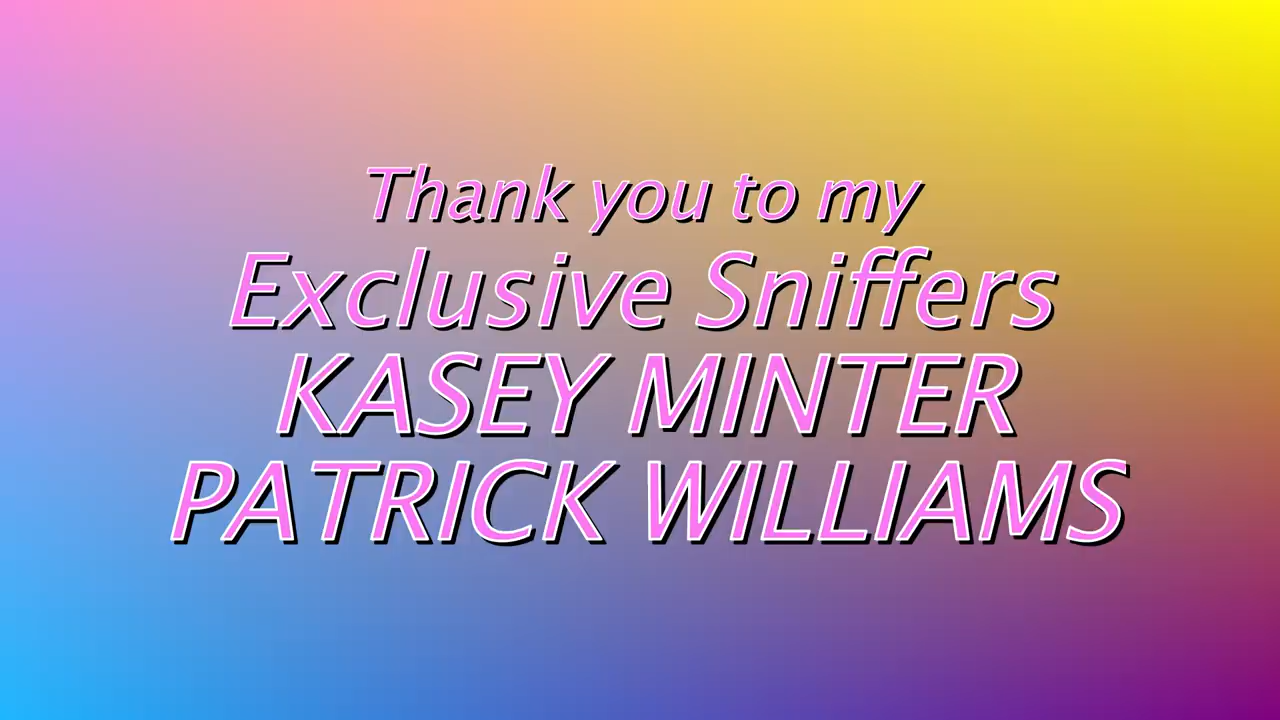 Thank you to my
Exclusive Sniffers
KASEY MINTER
PATRICK WILLIAMS